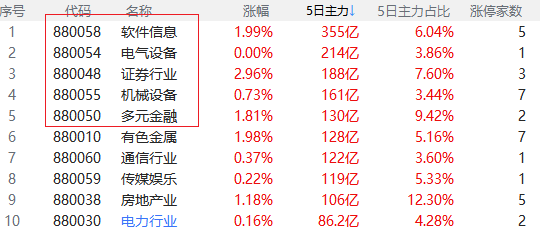 序号 代码 名称 涨幅 5日主力↓ 5日主力占比 涨停家数
1 880058 软件信息 1.99% 355亿 6.04% 5
2 880054 电气设备 0.00% 214亿 3.86% 1
3 880048 证券行业 2.96% 188亿 7.60% 3
4 880055 机械设备 0.73% 161亿 3.44% 7
5 880050 多元金融 1.81% 130亿 9.42% 2
6 880010 有色金属 1.98% 128亿 5.16% 7
7 880060 通信行业 0.37% 122亿 3.60% 1
8 880059 传媒娱乐 0.22% 119亿 5.33% 1
9 880038 房地产业 1.18% 106亿 12.30% 5
10 880030 电力行业 0.16% 86.2亿 4.28% 2